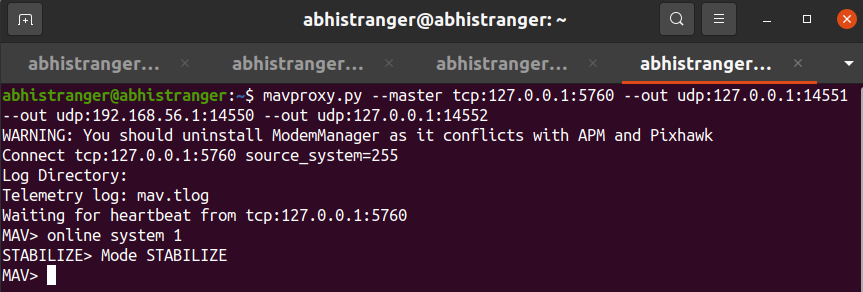 abhistranger@abhistranger: ~
abhistranger… abhistranger… abhistranger… abhistranger…
abhistranger@abhistranger:~$ mavproxy.py --master tcp:127.0.0.1:5760 --out udp:127.0.0.1:14551
--out udp:192.168.56.1:14550 --out udp:127.0.0.1:14552
WARNING: You should uninstall ModemManager as it conflicts with APM and Pixhawk
Connect tcp:127.0.0.1:5760 source_system=255
Log Directory:
Telemetry log: mav.tlog
Waiting for heartbeat from tcp:127.0.0.1:5760
MAV> online system 1
STABILIZE> Mode STABILIZE
MAV>